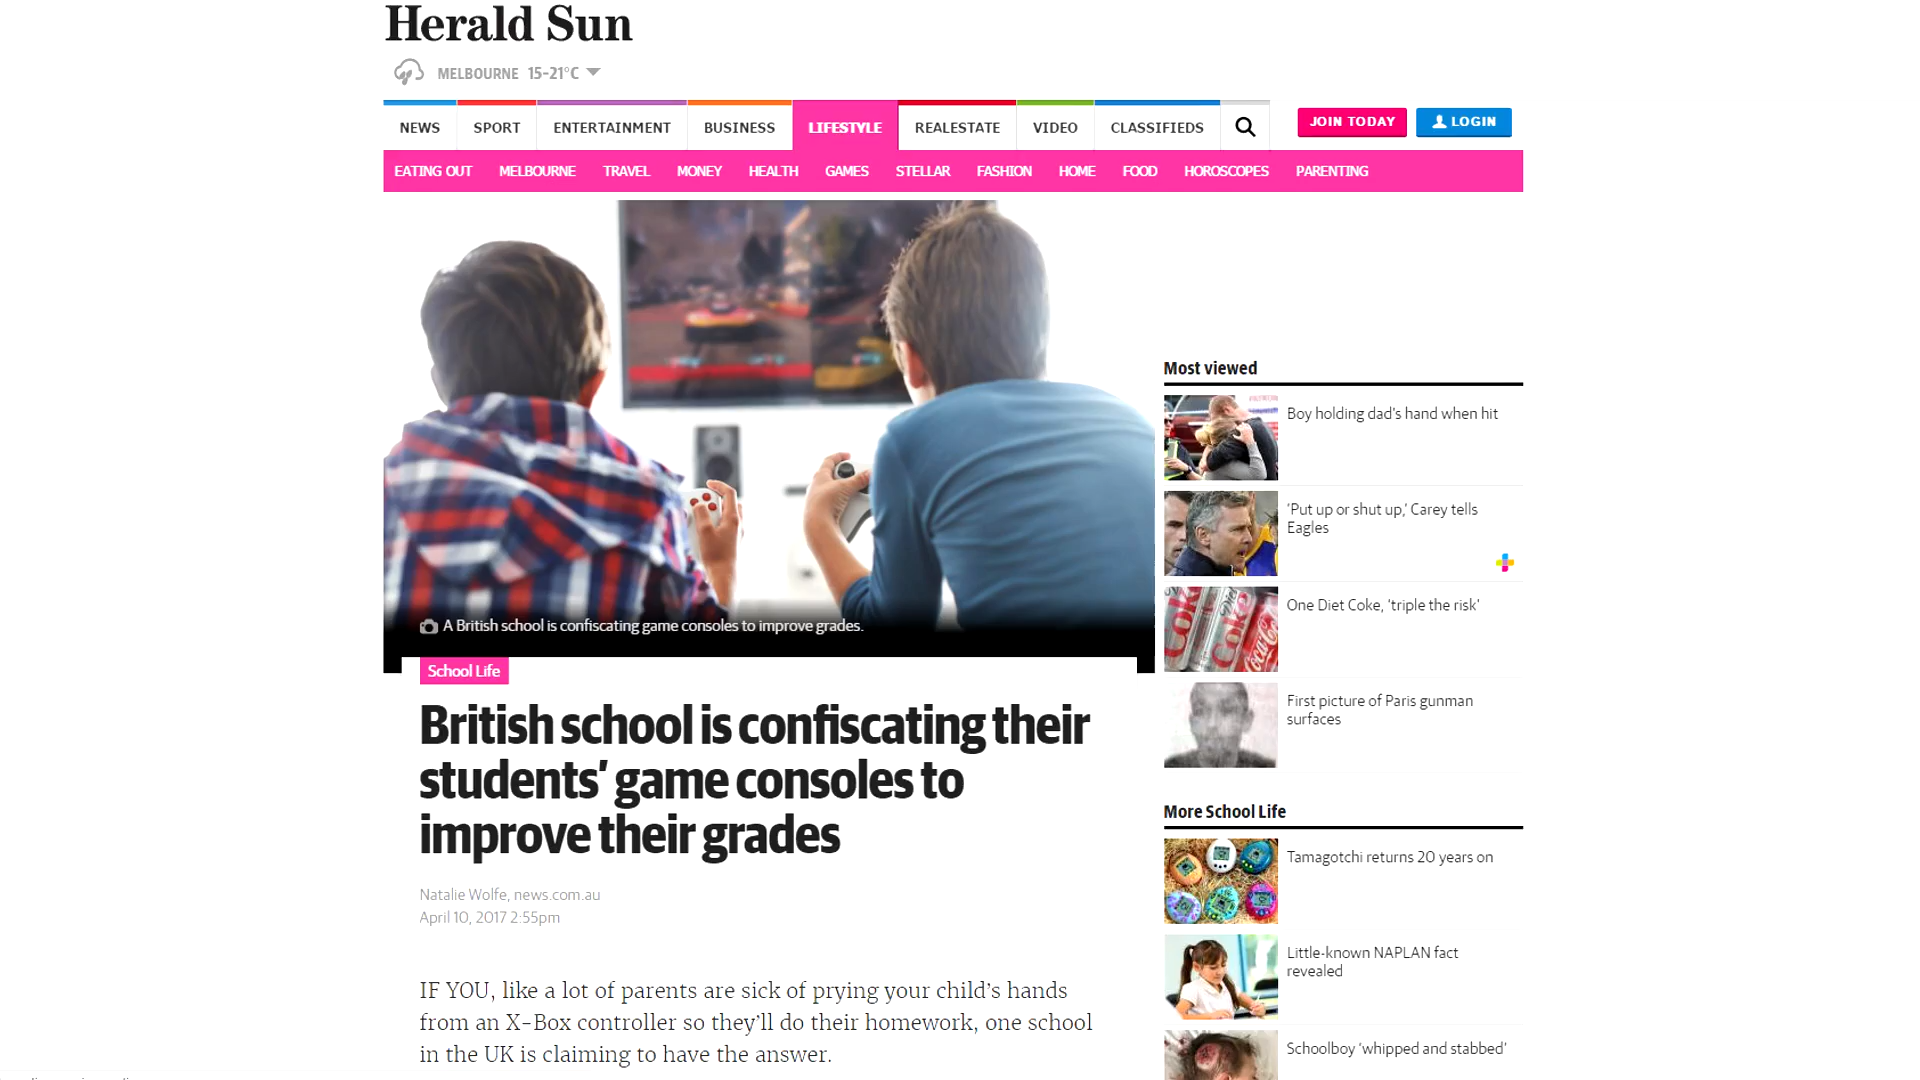 Herald Sun
MELBOURNE 15-21°C
NEWS SPORT ENTERTAINMENT BUSINESS LIFESTYLE REALESTATE VIDEO CLASSIFIEDS
JOIN TODAY LOGIN
EATING OUT MELBOURNE TRAVEL MONEY HEALTH GAMES STELLAR FASHION HOME FOOD HOROSCOPES PARENTING
A British school is confiscating game consoles to improve grades.
School Life
British school is confiscating their
students' game consoles to
improve their grades
Natalie Wolfe, news.com.au
April 10, 2017 2:55pm
IF YOU, like a lot of parents are sick of prying your child's hands
from an X-Box controller so they'll do their homework, one school
in the UK is claiming to have the answer.
Most viewed
Boy holding dad's hand when hit
'Put up or shut up,' Carey tells
Eagles
One Diet Coke, 'triple the risk'
First picture of Paris gunman
surfaces
More School Life
Tamagotchi returns 20 years on
Little-known NAPLAN fact
revealed
Schoolboy 'whipped and stabbed'